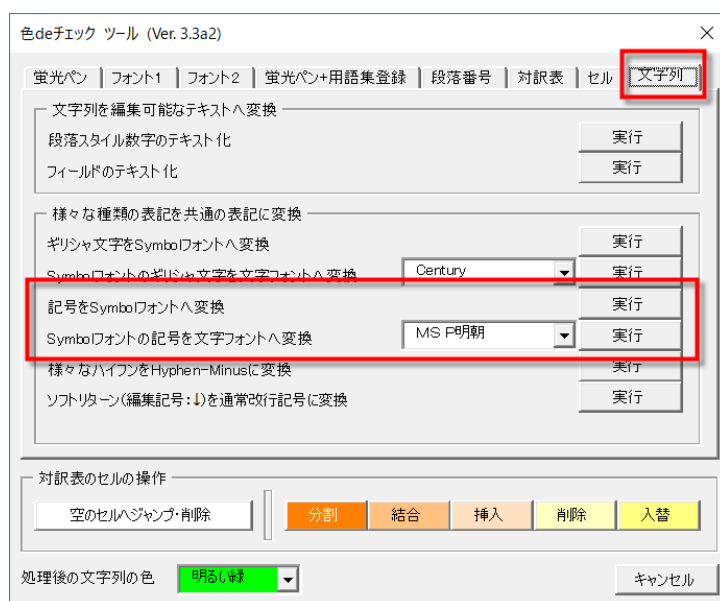 色deチェック ツール (Ver. 3.3a2)
蛍光ペン フォント1 フォント2 蛍光ペン+用語集登録 段落番号 対訳表 セル 文字列
文字列を編集可能なテキストへ変換
段落スタイル数字のテキスト化 実行
フィールドのテキスト化 実行
様々な種類の表記を共通の表記に変換
ギリシャ文字をSymbolフォントへ変換 実行
Symbolフォントのギリシャ文字を文字フォントへ変換 Century 実行
記号をSymbolフォントへ変換 実行
Symbolフォントの記号を文字フォントへ変換 MS P明朝 実行
様々なハイフンをHyphen-Minusに変換 実行
ソフトリターン(編集記号:↓)を通常改行記号に変換 実行
対訳表のセルの操作
空のセルへジャンプ・削除 分割 結合 挿入 削除 入替
処理後の文字列の色 明るい緑 キャンセル